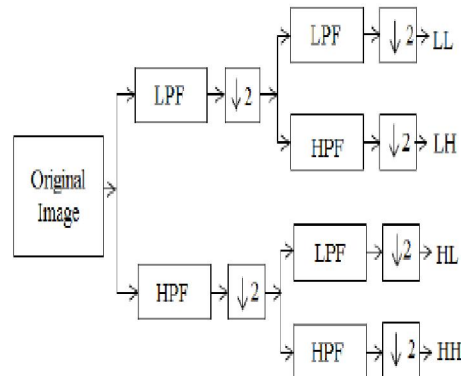 LPF ↓2 LL
LPF ↓2
HPF ↓2 LH
Original
Image
LPF ↓2 HL
HPF ↓2
HPF ↓2 HH